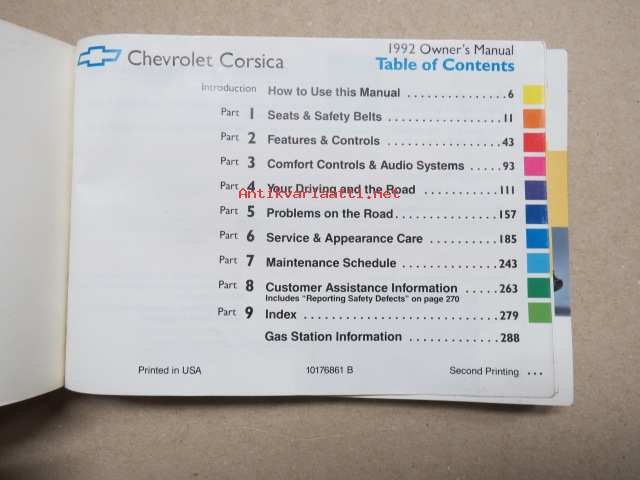 Chevrolet Corsica
1992 Owner's Manual
Table of Contents
Introduction How to Use this Manual ...............6
Part 1 Seats & Safety Belts ..................11
Part 2 Features & Controls ..................43
Part 3 Comfort Controls & Audio Systems .......93
Part 4 Your Driving and the Road ............111
Antikvariaatti.net
Part 5 Problems on the Road...............157
Part 6 Service & Appearance Care ..........185
Part 7 Maintenance Schedule ...............243
Part 8 Customer Assistance Information .....263
Includes "Reporting Safety Defects" on page 270
Part 9 Index .............................279
Gas Station Information .............288
Printed in USA 10176861 B Second Printing ...